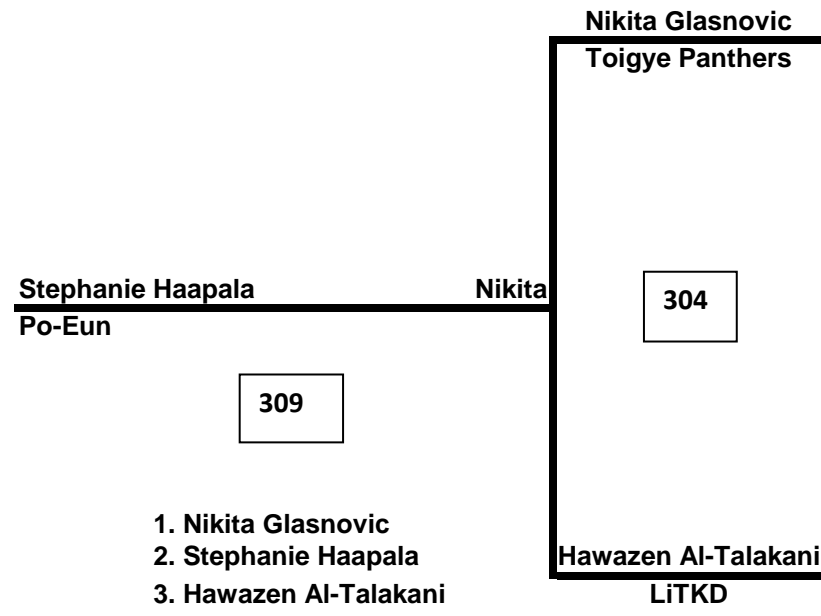 Nikita Glasnovic
Toigye Panthers
Stephanie Haapala Nikita
Po-Eun
304
309
1. Nikita Glasnovic
2. Stephanie Haapala
3. Hawazen Al-Talakani
Hawazen Al-Talakani
LiTKD